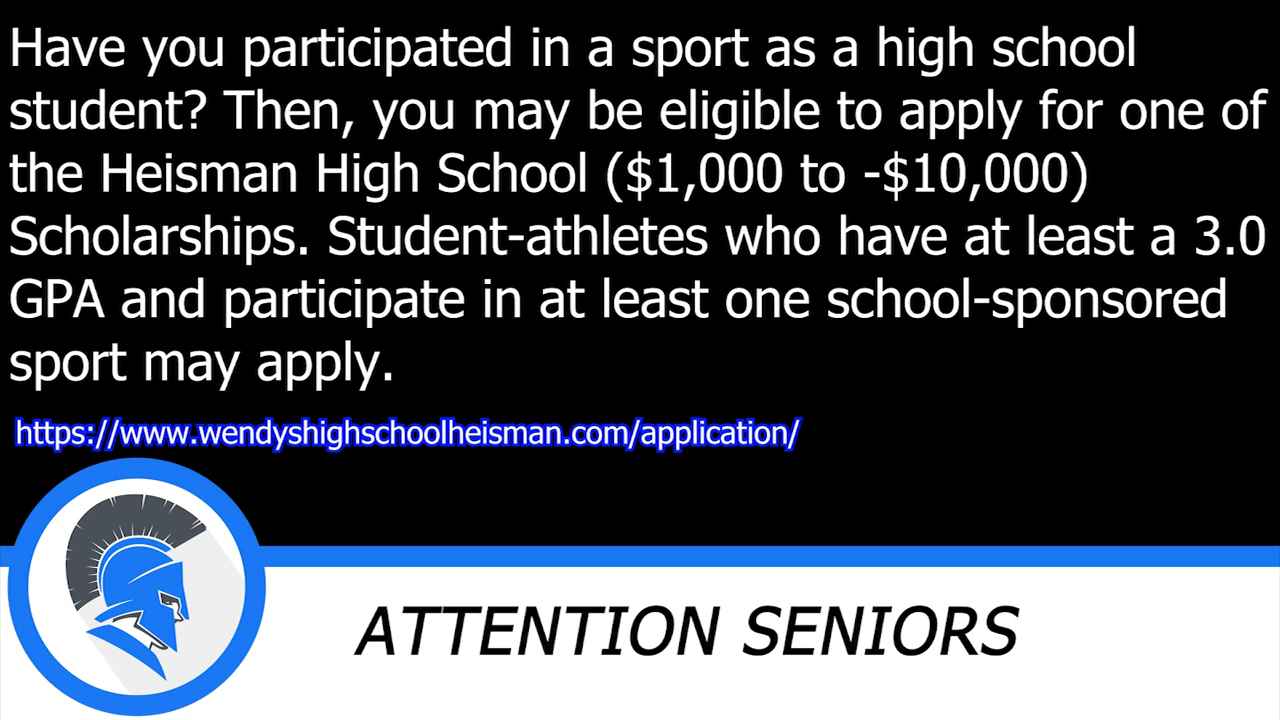 Have you participated in a sport as a high school
student? Then, you may be eligible to apply for one of
the Heisman High School ($1,000 to -$10,000)
Scholarships. Student-athletes who have at least a 3.0
GPA and participate in at least one school-sponsored
sport may apply.
https://www.wendyshighschoolheisman.com/application/
ATTENTION SENIORS